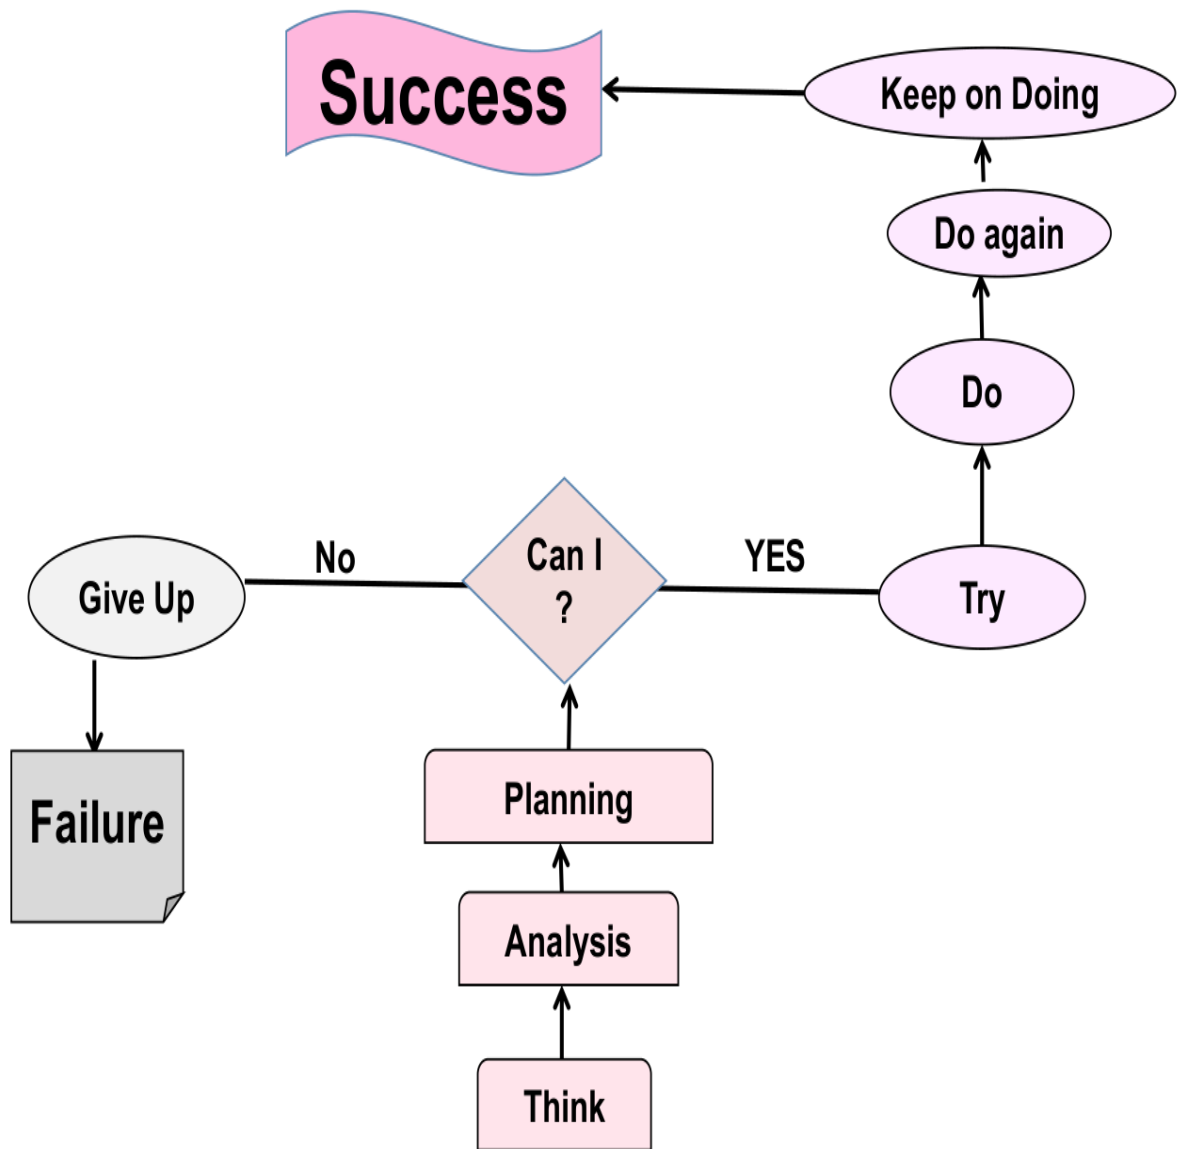 Success
Keep on Doing
Do again
Do
No
Can I
?
YES
Give Up
Try
Failure
Planning
Analysis
Think